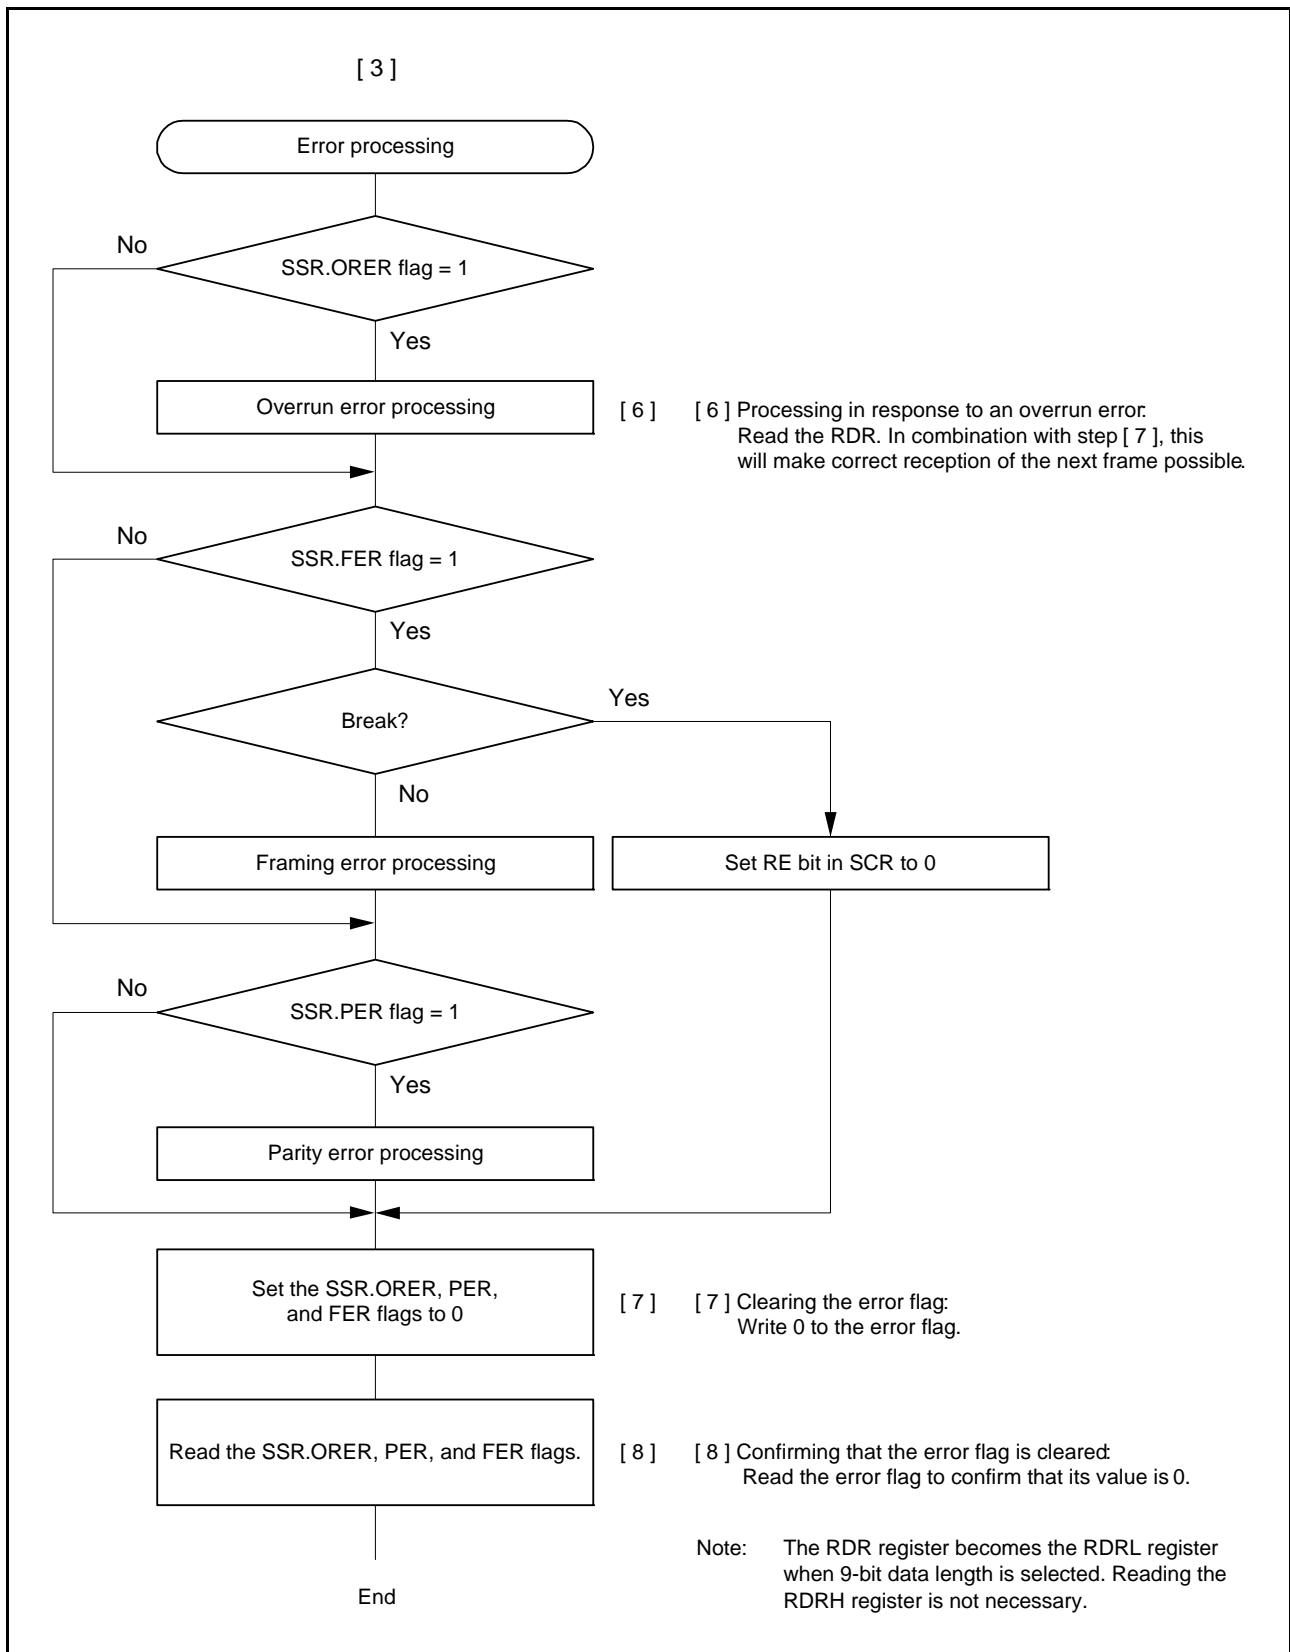 [ 3 ]
Error processing
No
SSR.ORER flag = 1
Yes
Overrun error processing
[ 6 ]
[ 6 ] Processing in response to an overrun error:
Read the RDR. In combination with step [ 7 ], this
will make correct reception of the next frame possible.
No
SSR.FER flag = 1
Yes
Break?
Yes
No
Framing error processing
Set RE bit in SCR to 0
No
SSR.PER flag = 1
Yes
Parity error processing
Set the SSR.ORER, PER,
and FER flags to 0
[ 7 ]
[ 7 ] Clearing the error flag:
Write 0 to the error flag.
Read the SSR.ORER, PER, and FER flags.
[ 8 ]
[ 8 ] Confirming that the error flag is cleared:
Read the error flag to confirm that its value is 0.
End
Note: The RDR register becomes the RDRL register
when 9-bit data length is selected. Reading the
RDRH register is not necessary.